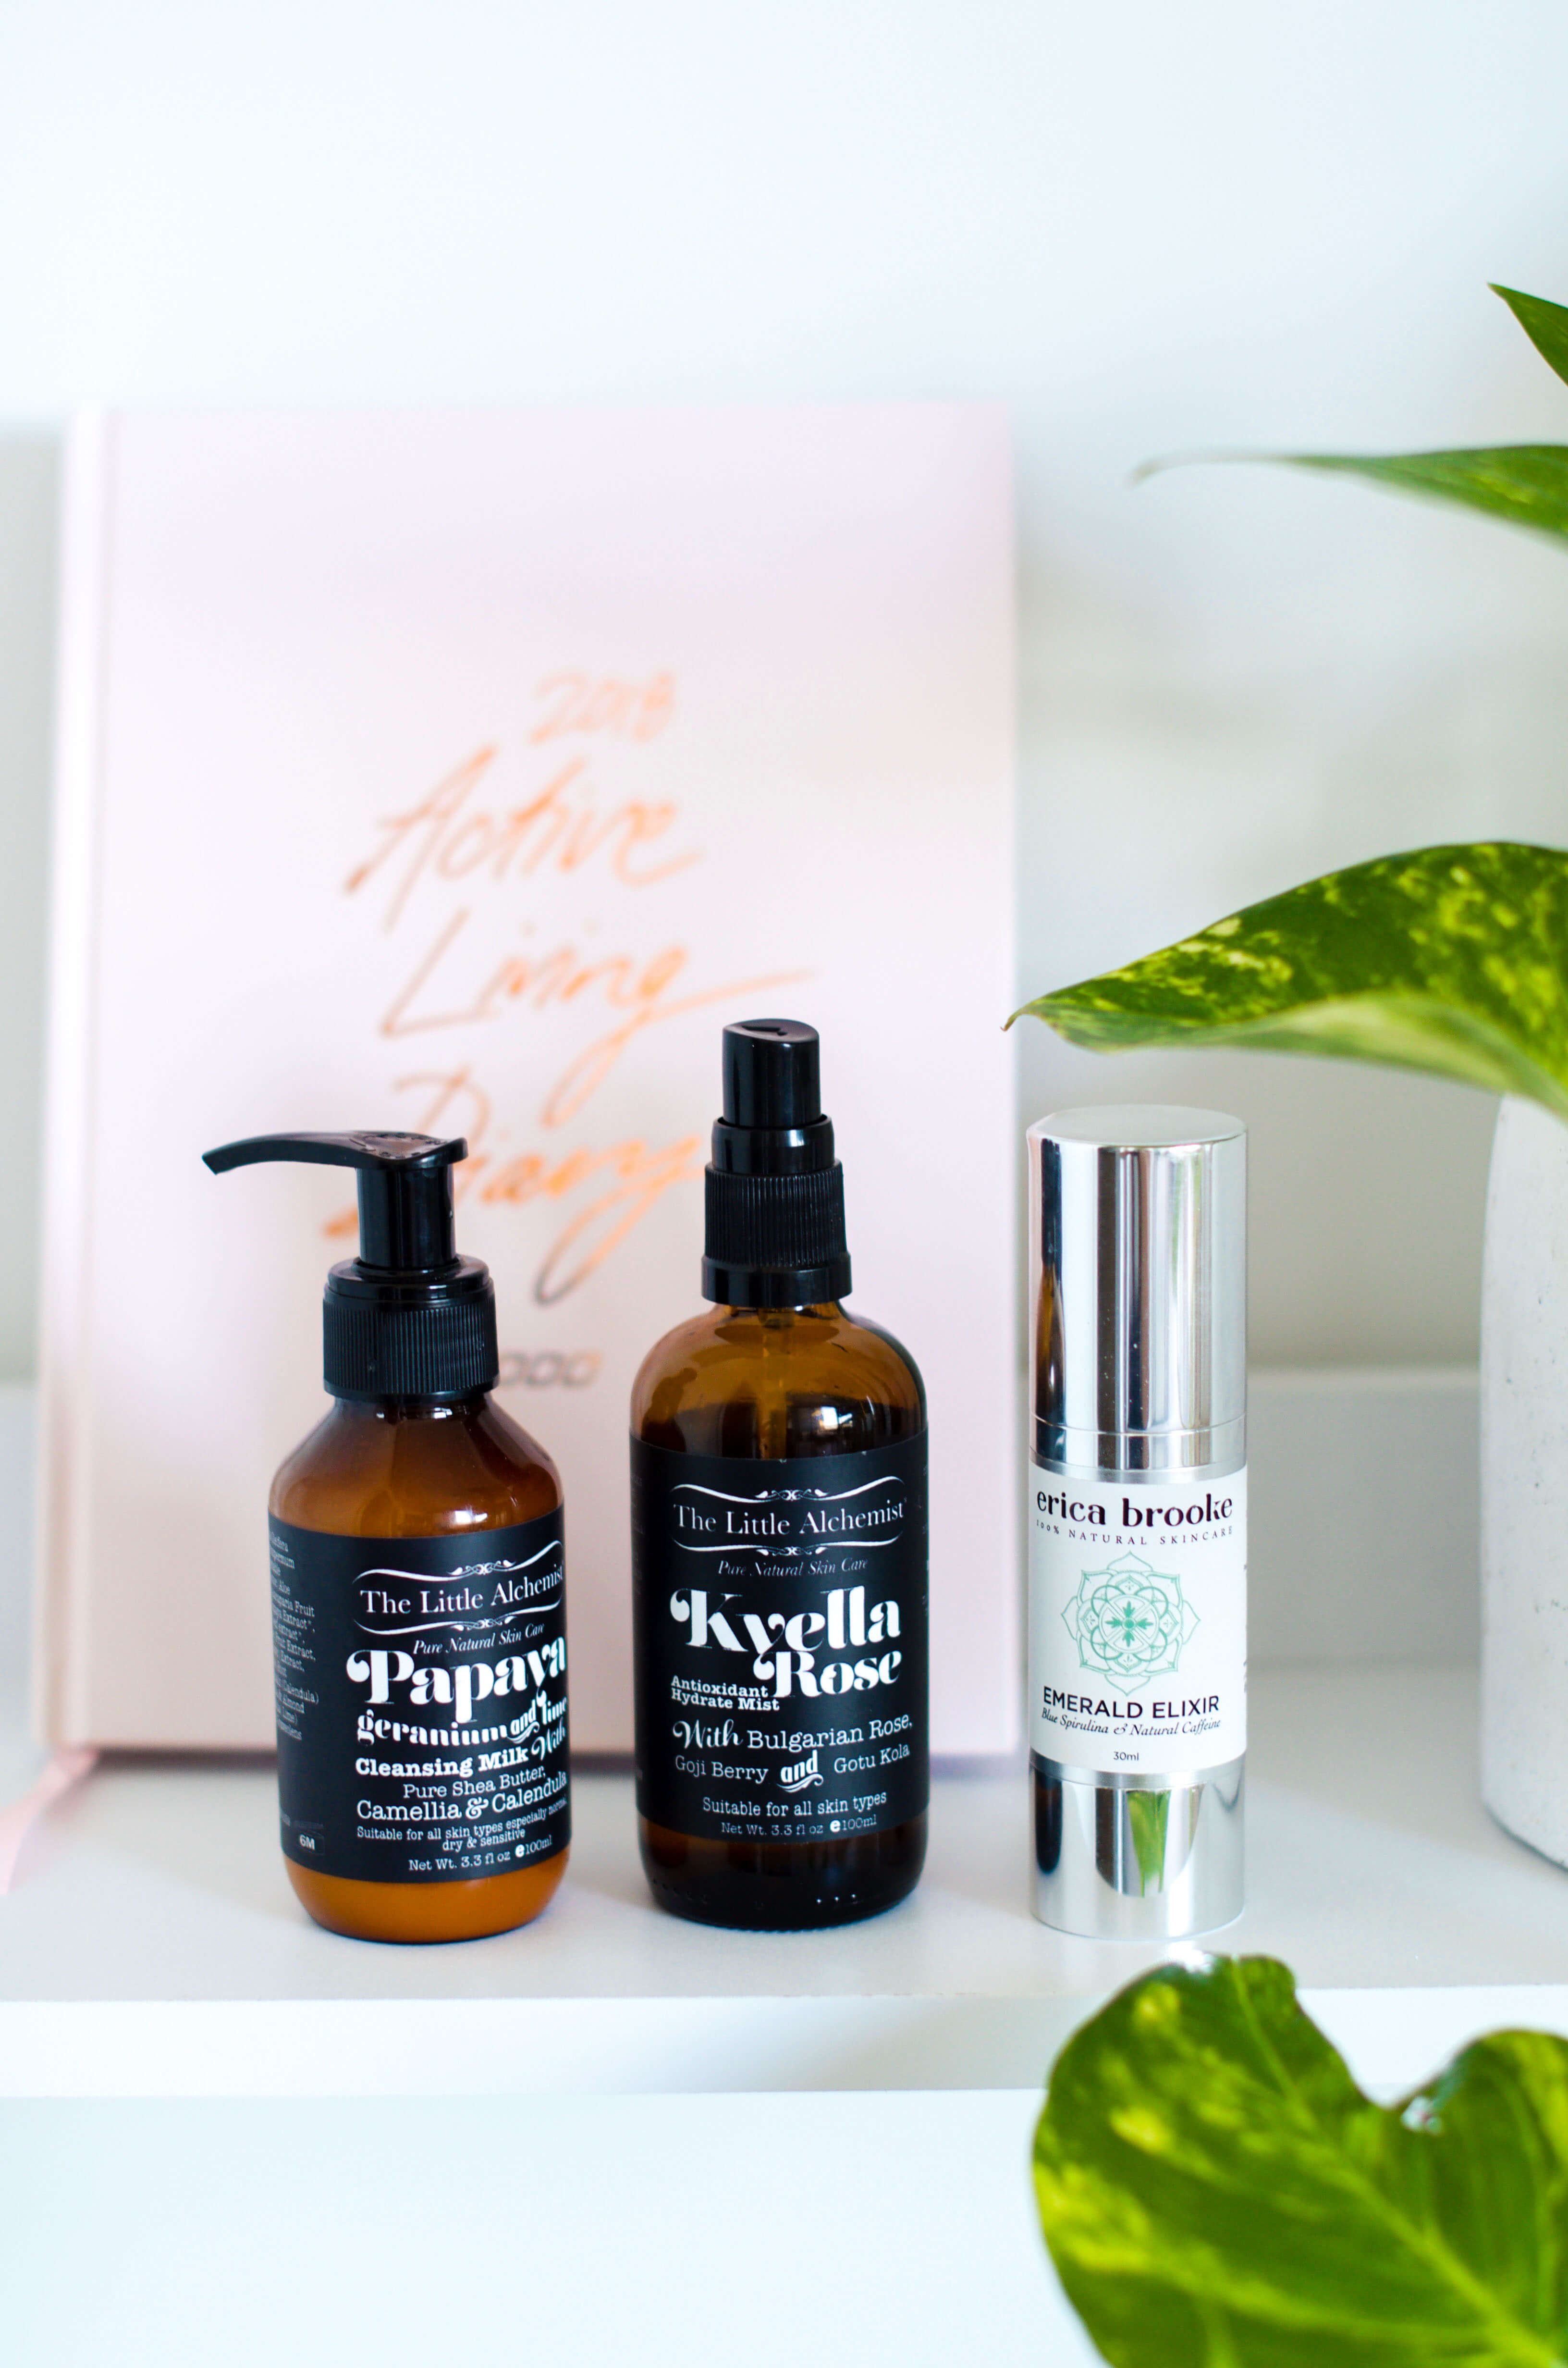 2018
Active
Living
Diary
The Little Alchemist
Pure Natural Skin Care
Papaya
geranium and lime
Cleansing Milk With
Pure Shea Butter,
Camellia & Calendula
Suitable for all skin types especially normal
dry & sensitive
Net Wt. 3.3 fl oz e100ml
6M
The Little Alchemist
Pure Natural Skin Care
Kyella
Rose
Antioxidant
Hydrate Mist
With Bulgarian Rose,
Goji Berry and Gotu Kola
Suitable for all skin types
Net Wt. 3.3 fl oz e100ml
erica brooke
100% NATURAL SKINCARE
EMERALD ELIXIR
Blue Spirulina & Natural Caffeine
30ml